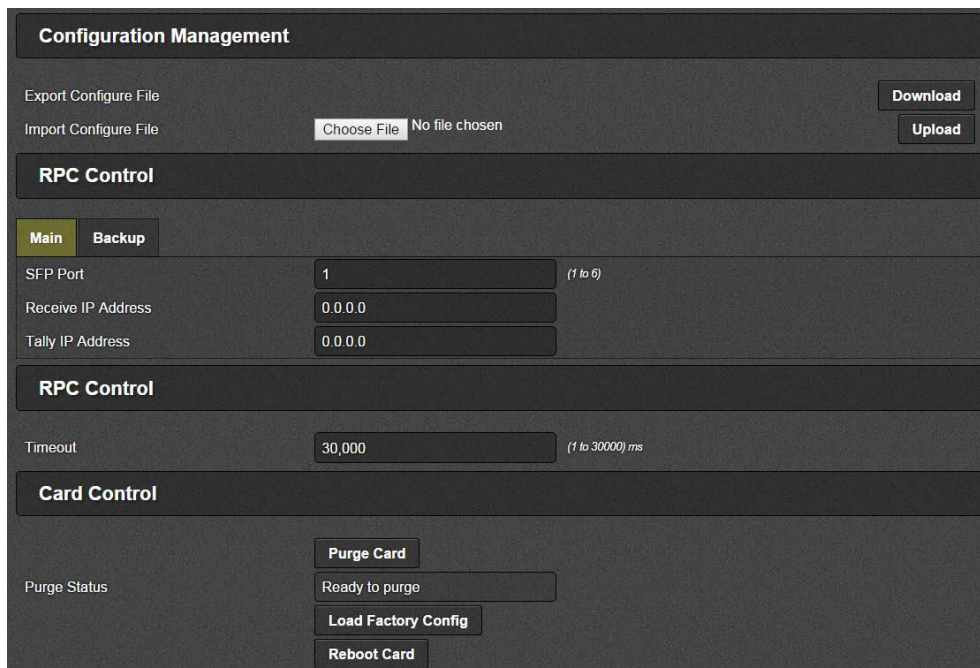 Configuration Management
Export Configure File Download
Import Configure File Choose File No file chosen Upload
RPC Control
Main Backup
SFP Port 1 (1 to 6)
Receive IP Address 0.0.0.0
Tally IP Address 0.0.0.0
RPC Control
Timeout 30,000 (1 to 30000) ms
Card Control
Purge Card
Purge Status Ready to purge
Load Factory Config
Reboot Card